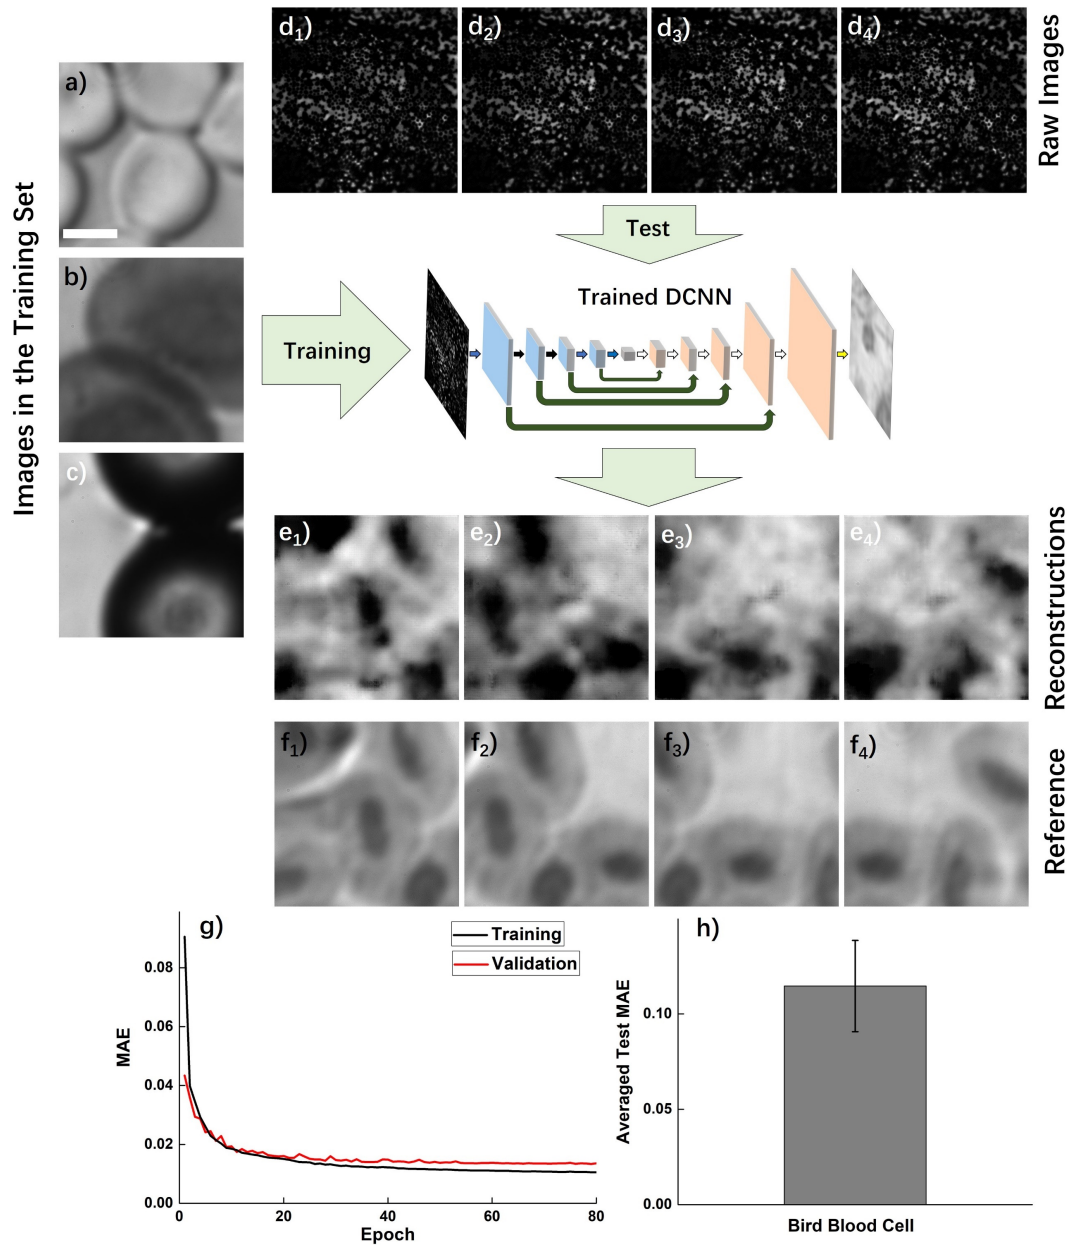 d1)
d2)
d3)
d4)
Raw Images
Images in the Training Set
a)
b)
c)
Test
Training
Trained DCNN
e1)
e2)
e3)
e4)
Reconstructions
f1)
f2)
f3)
f4)
Reference
g)
Training
Validation
MAE
0.08
0.06
0.04
0.02
0.00
0
20
40
60
80
Epoch
h)
Averaged Test MAE
0.10
0.05
0.00
Bird Blood Cell